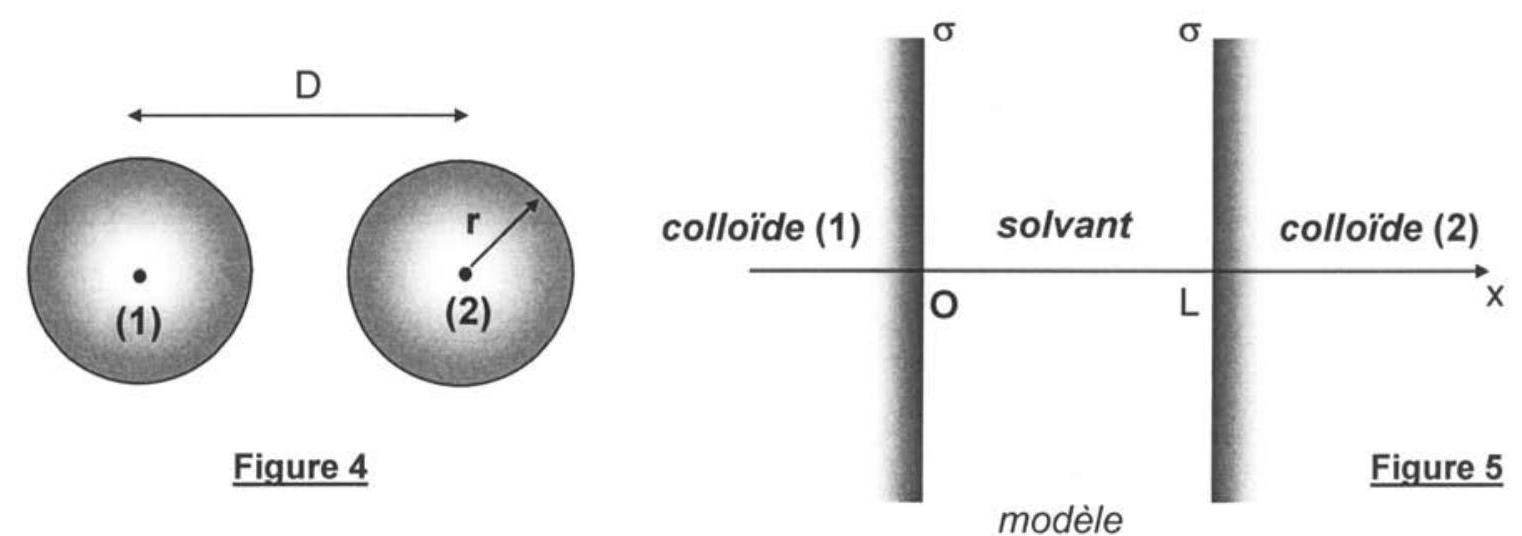 D
r
(1)
(2)
Figure 4
σ
σ
colloïde (1)
solvant
colloïde (2)
O
L
x
Figure 5
modèle